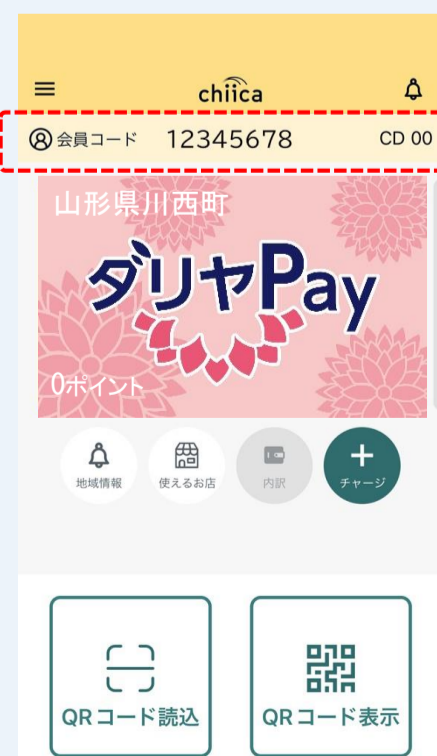 chiica
会員コード 12345678 CD 00
山形県川西町
ダリヤPay
0ポイント
地域情報 使えるお店 内訳 チャージ
QRコード読込 QRコード表示